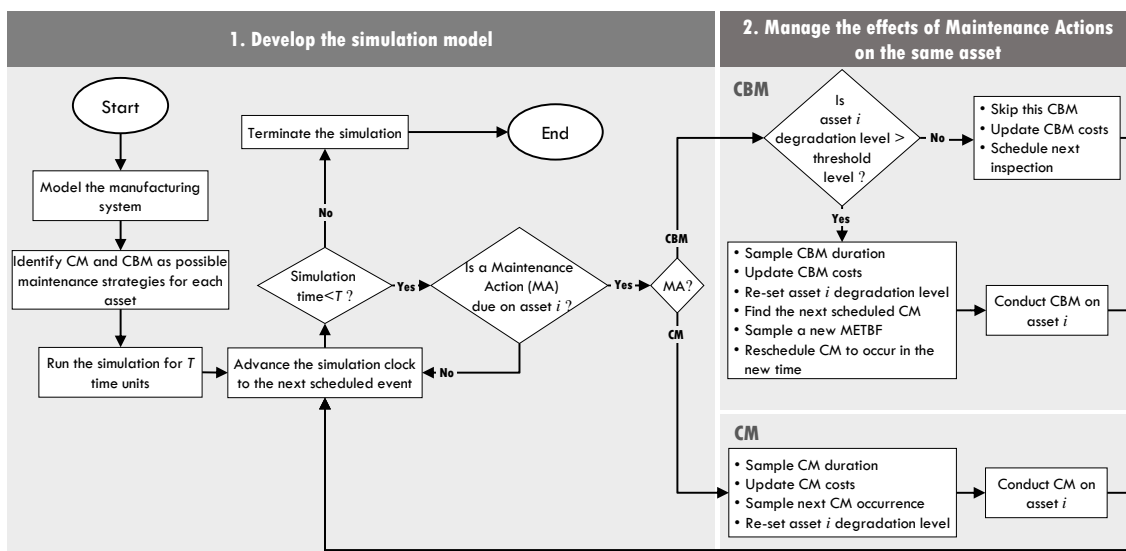 1. Develop the simulation model
Start
Model the manufacturing
system
Identify CM and CBM as possible
maintenance strategies for each
asset
Run the simulation for T
time units
Terminate the simulation
End
No
Simulation
time<T ?
Yes
Is a Maintenance
Action (MA)
due on asset i ?
Yes
No
Advance the simulation clock
to the next scheduled event
CBM
MA?
CM
2. Manage the effects of Maintenance Actions
on the same asset
CBM
Is
asset i
degradation level >
threshold
level ?
No
• Skip this CBM
• Update CBM costs
• Schedule next
inspection
Yes
• Sample CBM duration
• Update CBM costs
• Re-set asset i degradation level
• Find the next scheduled CM
• Sample a new METBF
• Reschedule CM to occur in the
new time
Conduct CBM on
asset i
CM
• Sample CM duration
• Update CM costs
• Sample next CM occurrence
• Re-set asset i degradation level
Conduct CM on
asset i